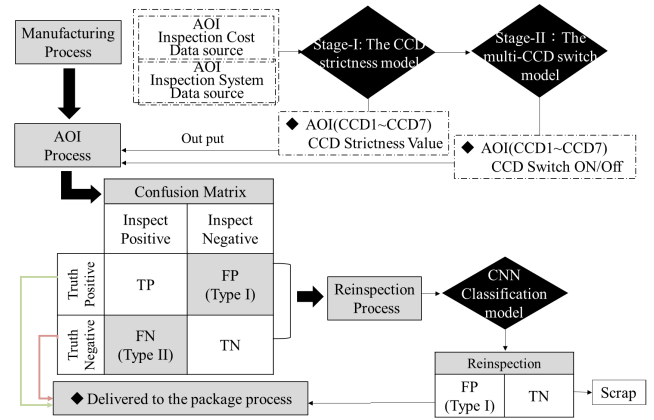 Manufacturing
Process
AOI
Inspection Cost
Data source
AOI
Inspection System
Data source
Stage-I: The CCD
strictness model
Stage-II：The
multi-CCD switch
model
◆ AOI(CCD1~CCD7)
CCD Strictness Value
◆ AOI(CCD1~CCD7)
CCD Switch ON/Off
Out put
AOI
Process
Confusion Matrix
Inspect
Positive
Inspect
Negative
Truth
Positive
TP
FP
(Type I)
Truth
Negative
FN
(Type II)
TN
Reinspection
Process
CNN
Classification
model
Reinspection
FP
(Type I)
TN
Scrap
◆ Delivered to the package process